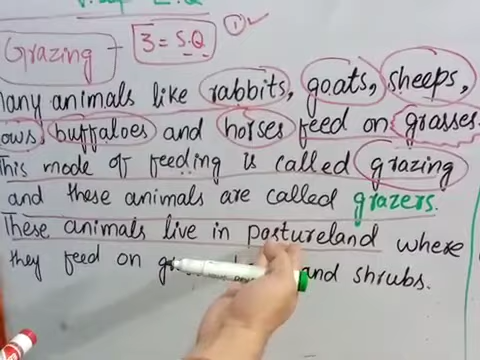 Grazing - 3 = S.Q ①✓
any animals like rabbits, goats, sheeps,
ows, buffaloes and horses feed on grasses.
This mode of feeding is called grazing
and these animals are called grazers.
These animals live in pastureland where
they feed on and shrubs.